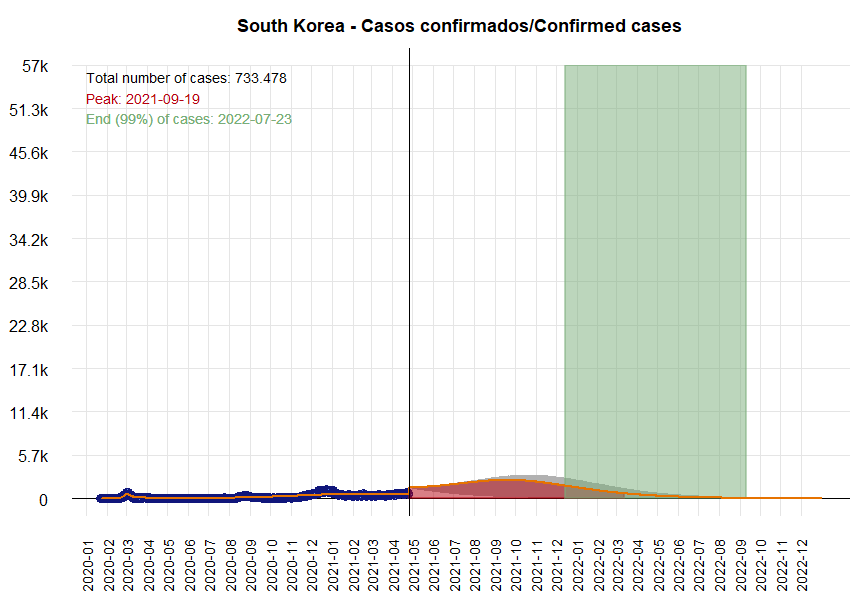 South Korea - Casos confirmados/Confirmed cases
57k
51.3k
45.6k
39.9k
34.2k
28.5k
22.8k
17.1k
11.4k
5.7k
0
Total number of cases: 733.478
Peak: 2021-09-19
End (99%) of cases: 2022-07-23
2020-01
2020-02
2020-03
2020-04
2020-05
2020-06
2020-07
2020-08
2020-09
2020-10
2020-11
2020-12
2021-01
2021-02
2021-03
2021-04
2021-05
2021-06
2021-07
2021-08
2021-09
2021-10
2021-11
2021-12
2022-01
2022-02
2022-03
2022-04
2022-05
2022-06
2022-07
2022-08
2022-09
2022-10
2022-11
2022-12